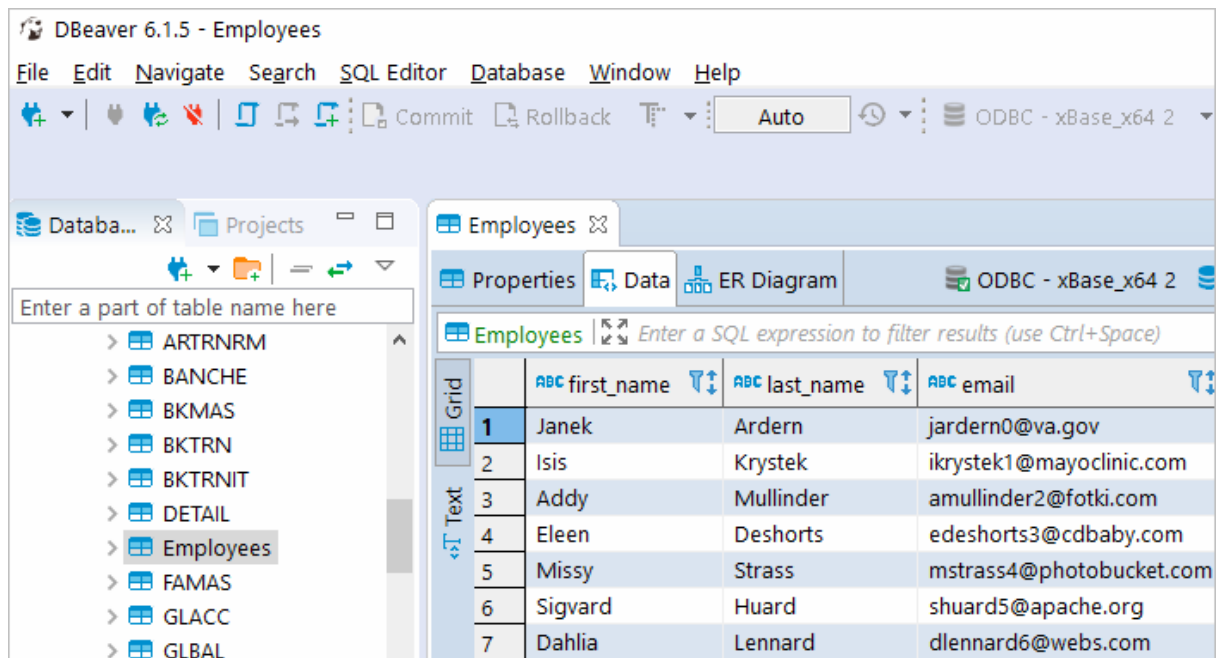 DBeaver 6.1.5 - Employees
File Edit Navigate Search SQL Editor Database Window Help
Commit Rollback Auto ODBC - xBase_x64 2
Databa... Projects
Enter a part of table name here
ARTRNRM
BANCHE
BKMAS
BKTRN
BKTRNIT
DETAIL
Employees
FAMAS
GLACC
GLBAL
Employees
Properties Data ER Diagram ODBC - xBase_x64 2
Employees Enter a SQL expression to filter results (use Ctrl+Space)
Grid
Text
ABC first_name ABC last_name ABC email
1 Janek Ardern jardern0@va.gov
2 Isis Krystek ikrystek1@mayoclinic.com
3 Addy Mullinder amullinder2@fotki.com
4 Eleen Deshorts edeshorts3@cdbaby.com
5 Missy Strass mstrass4@photobucket.com
6 Sigvard Huard shuard5@apache.org
7 Dahlia Lennard dlennard6@webs.com